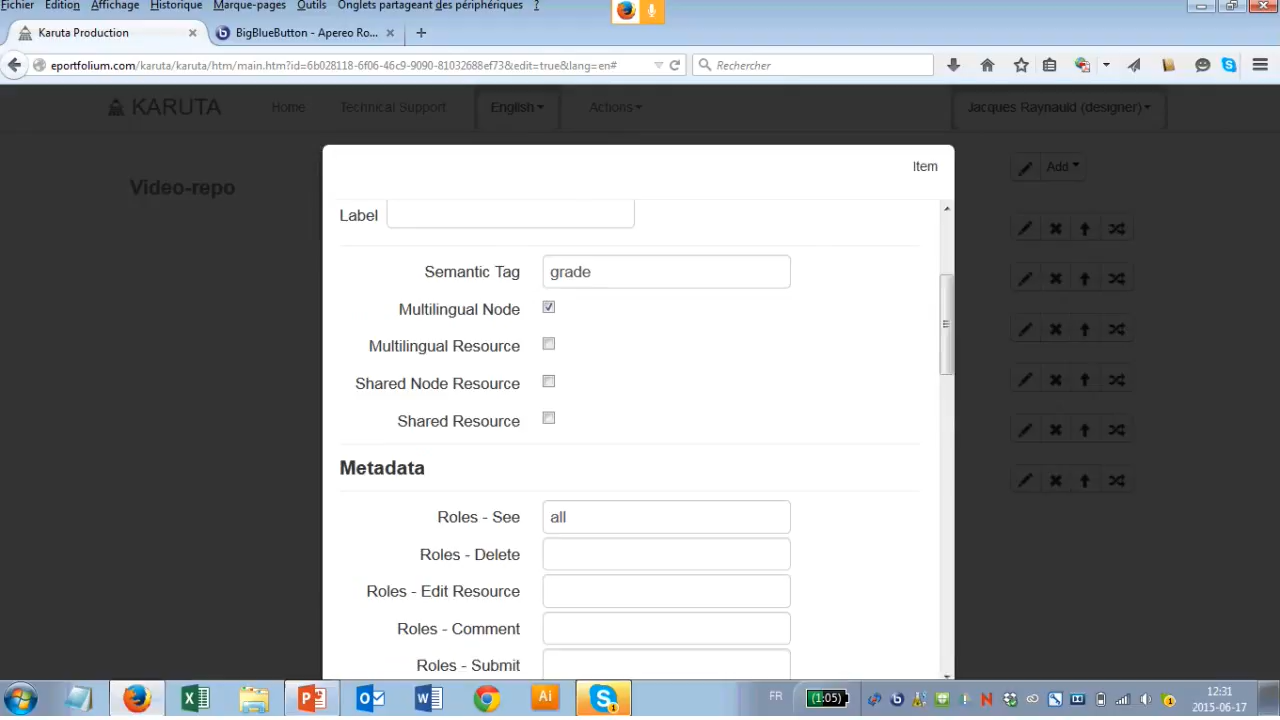 Fichier Edition Affichage Historique Marque-pages Outils Onglets partageant des périphériques ?
Karuta Production × BigBlueButton - Apereo Ro... × +
eportfolium.com/karuta/karuta/htm/main.htm?id=6b028118-6f06-46c9-9090-81032688ef73&edit=true&lang=en# Rechercher
KARUTA Home Technical Support English Actions Jacques Raynauld (designer)
Item
Video-repo
Add
Label
Semantic Tag grade
Multilingual Node
Multilingual Resource
Shared Node Resource
Shared Resource
Metadata
Roles - See all
Roles - Delete
Roles - Edit Resource
Roles - Comment
Roles - Submit
FR (1:05) 12:31
2015-06-17